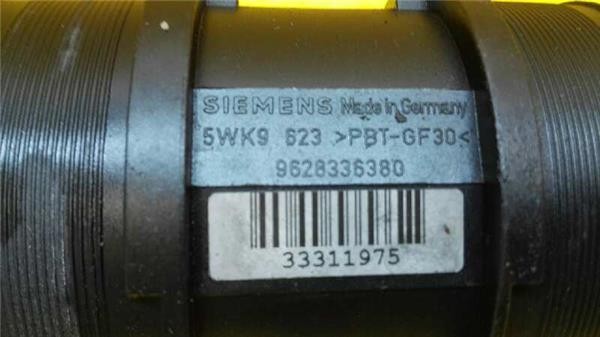 SIEMENS Made in Germany
5WK9 623 >PBT-GF30<
9628336380
33311975